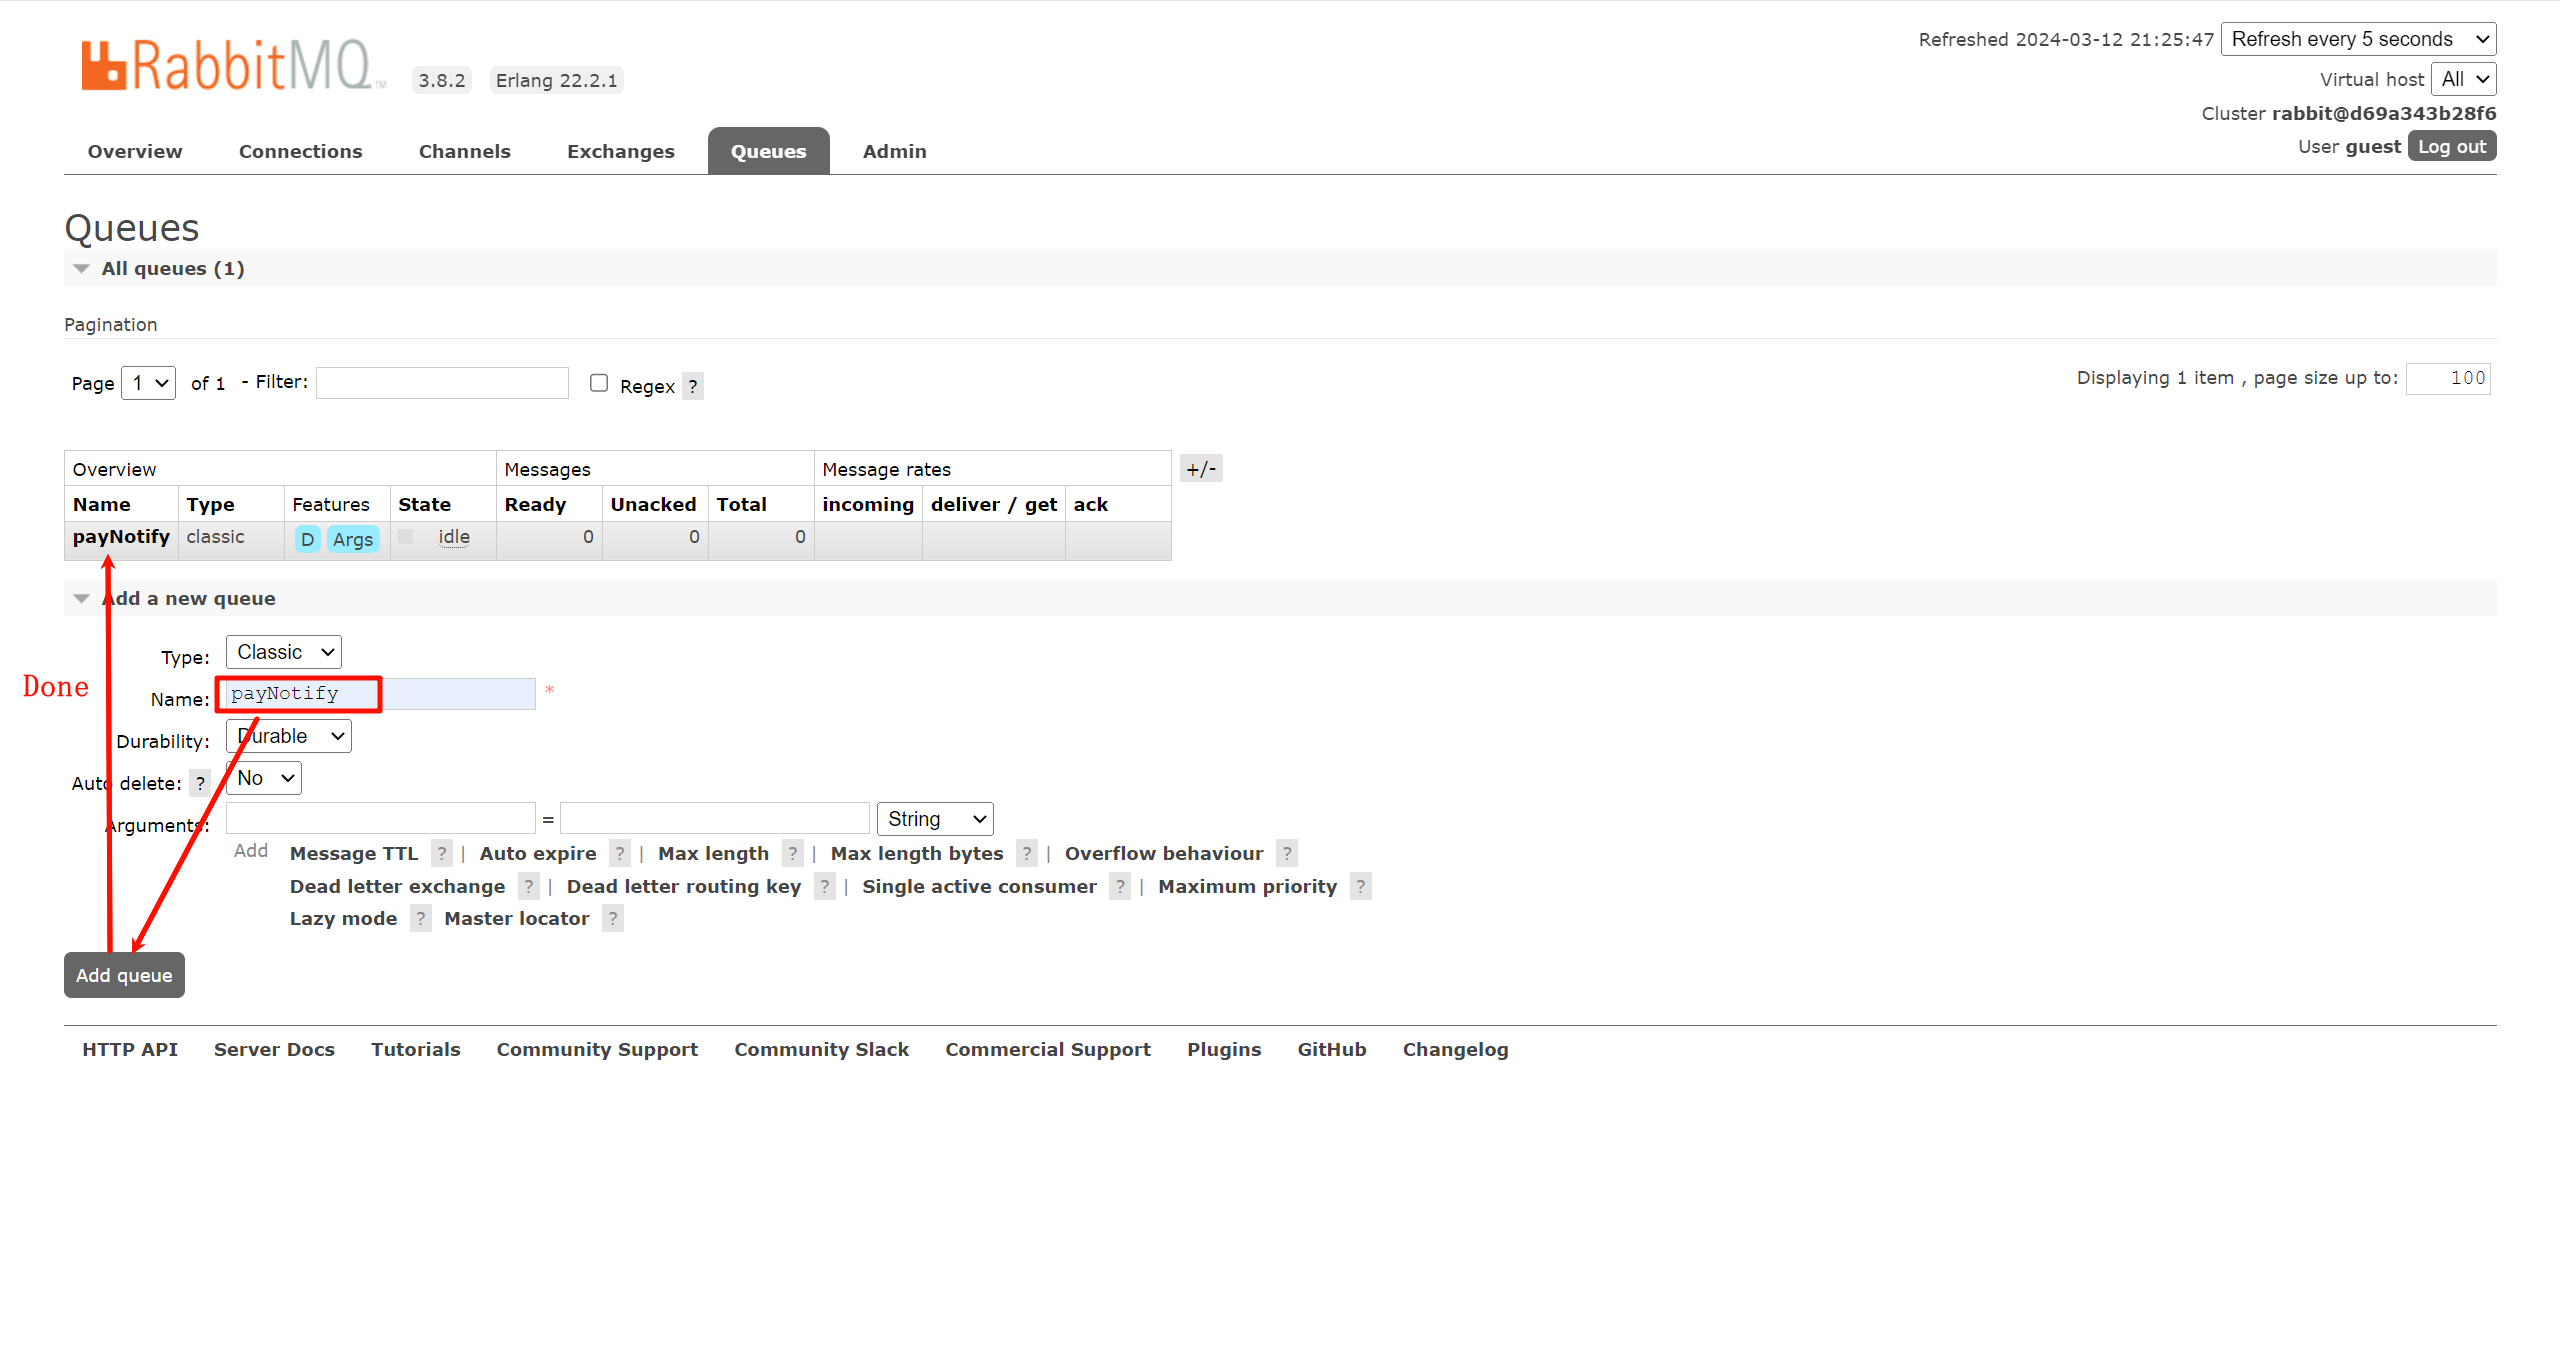 RabbitMQ™ 3.8.2 Erlang 22.2.1
Refreshed 2024-03-12 21:25:47 Refresh every 5 seconds
Virtual host All
Cluster rabbit@d69a343b28f6
User guest Log out
Overview Connections Channels Exchanges Queues Admin
Queues
All queues (1)
Pagination
Page 1 of 1 - Filter: Regex ?
Displaying 1 item , page size up to: 100
Overview Messages Message rates +/-
Name Type Features State Ready Unacked Total incoming deliver / get ack
payNotify classic D Args idle 0 0 0
Add a new queue
Type: Classic
Done
Name: payNotify *
Durability: Durable
Auto delete: ? No
Arguments: = String
Add Message TTL ? | Auto expire ? | Max length ? | Max length bytes ? | Overflow behaviour ?
Dead letter exchange ? | Dead letter routing key ? | Single active consumer ? | Maximum priority ?
Lazy mode ? Master locator ?
Add queue
HTTP API Server Docs Tutorials Community Support Community Slack Commercial Support Plugins GitHub Changelog